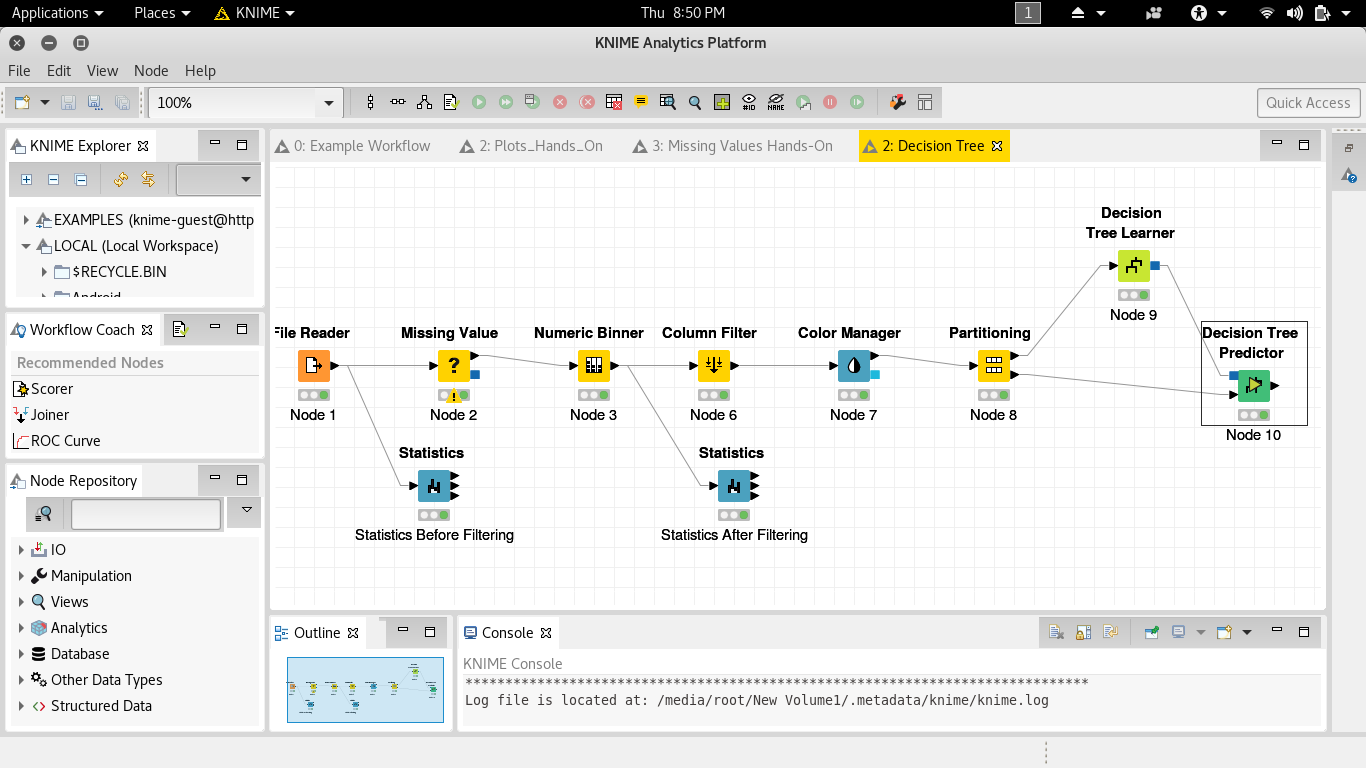 Applications Places KNIME Thu 8:50 PM 1
KNIME Analytics Platform
File Edit View Node Help
100% #ID NAME Quick Access
KNIME Explorer
EXAMPLES (knime-guest@http
LOCAL (Local Workspace)
$RECYCLE.BIN
Android
Workflow Coach
Recommended Nodes
Scorer
Joiner
ROC Curve
Node Repository
IO
Manipulation
Views
Analytics
Database
Other Data Types
Structured Data
0: Example Workflow 2: Plots_Hands_On 3: Missing Values Hands-On 2: Decision Tree
Decision
Tree Learner
Node 9
File Reader Missing Value Numeric Binner Column Filter Color Manager Partitioning Decision Tree
Predictor
?
Node 1 Node 2 Node 3 Node 6 Node 7 Node 8
Node 10
Statistics Statistics
Statistics Before Filtering Statistics After Filtering
Outline
Console
KNIME Console
******************************************************************************
Log file is located at: /media/root/New Volume1/.metadata/knime/knime.log